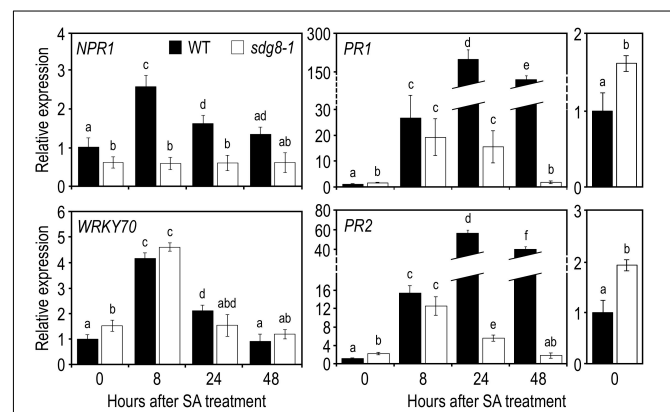 NPR1 WT sdg8-1
Relative expression
4
3
2
1
0
a b c b d b ad ab
PR1
300
150
30
20
10
0
a b c c d c e b
2
1
0
a b
WRKY70
Relative expression
6
5
4
3
2
1
0
a b c c d abd a ab
0 8 24 48
Hours after SA treatment
PR2
80
60
40
16
12
8
4
0
a b c c d e f ab
0 8 24 48
Hours after SA treatment
3
2
1
0
a b
0